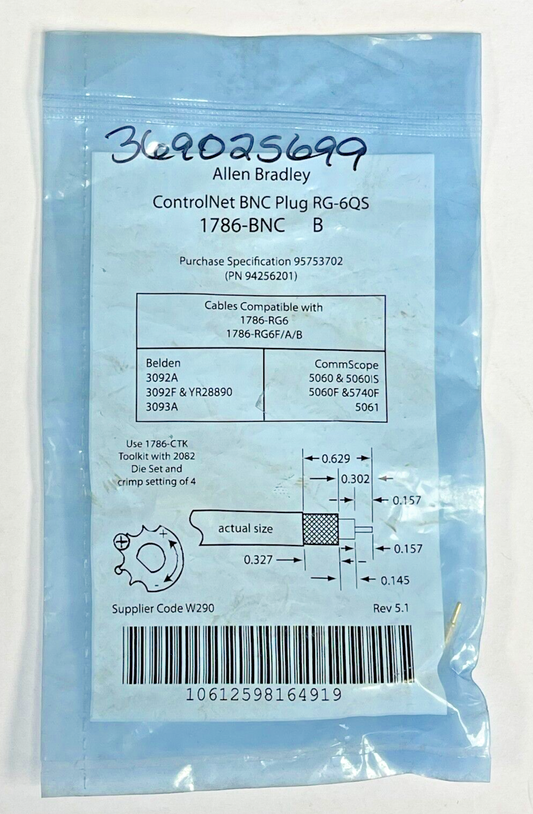 369025699
Allen Bradley
ControlNet BNC Plug RG-6QS
1786-BNC B
Purchase Specification 95753702
(PN 94256201)
Cables Compatible with
1786-RG6
1786-RG6F/A/B
Belden
3092A
3092F & YR28890
3093A
CommScope
5060 & 5060IS
5060F &5740F
5061
Use 1786-CTK
Toolkit with 2082
Die Set and
crimp setting of 4
0.629
0.302
0.157
actual size
0.157
0.327
0.145
+
-
Supplier Code W290
Rev 5.1
10612598164919